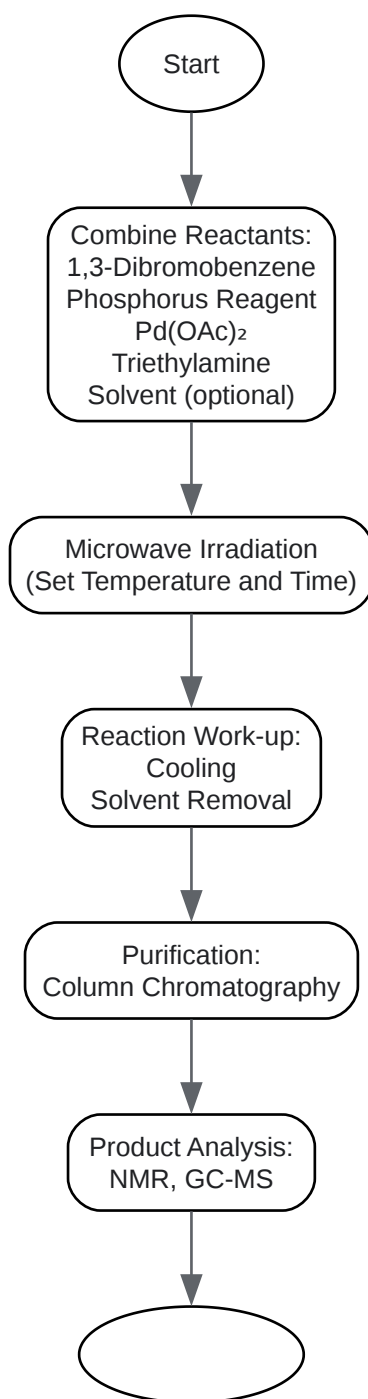 Start
Combine Reactants:
1,3-Dibromobenzene
Phosphorus Reagent
Pd(OAc)₂
Triethylamine
Solvent (optional)
Microwave Irradiation
(Set Temperature and Time)
Reaction Work-up:
Cooling
Solvent Removal
Purification:
Column Chromatography
Product Analysis:
NMR, GC-MS